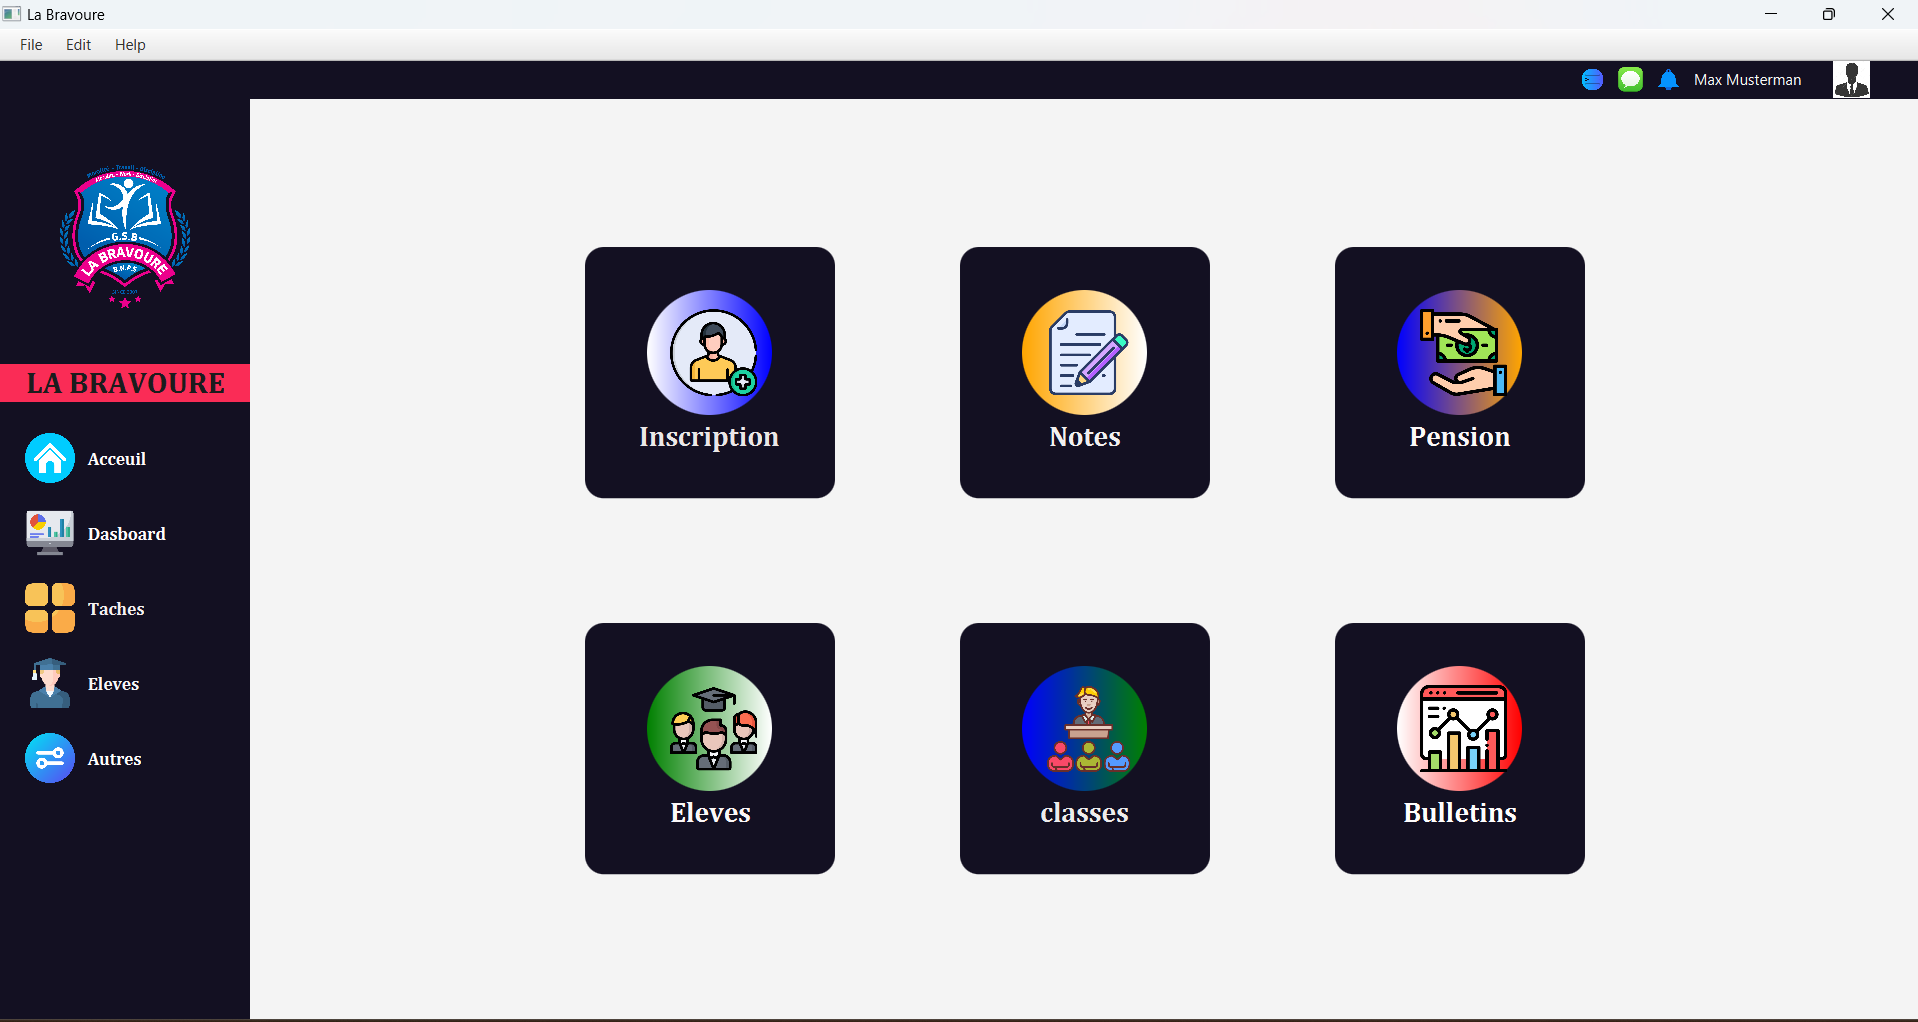 La Bravoure
File Edit Help
Max Musterman
G.S.B
LA BRAVOURE
B.N.P.S
LA BRAVOURE
Acceuil
Dasboard
Taches
Eleves
Autres
Inscription
Notes
Pension
Eleves
classes
Bulletins